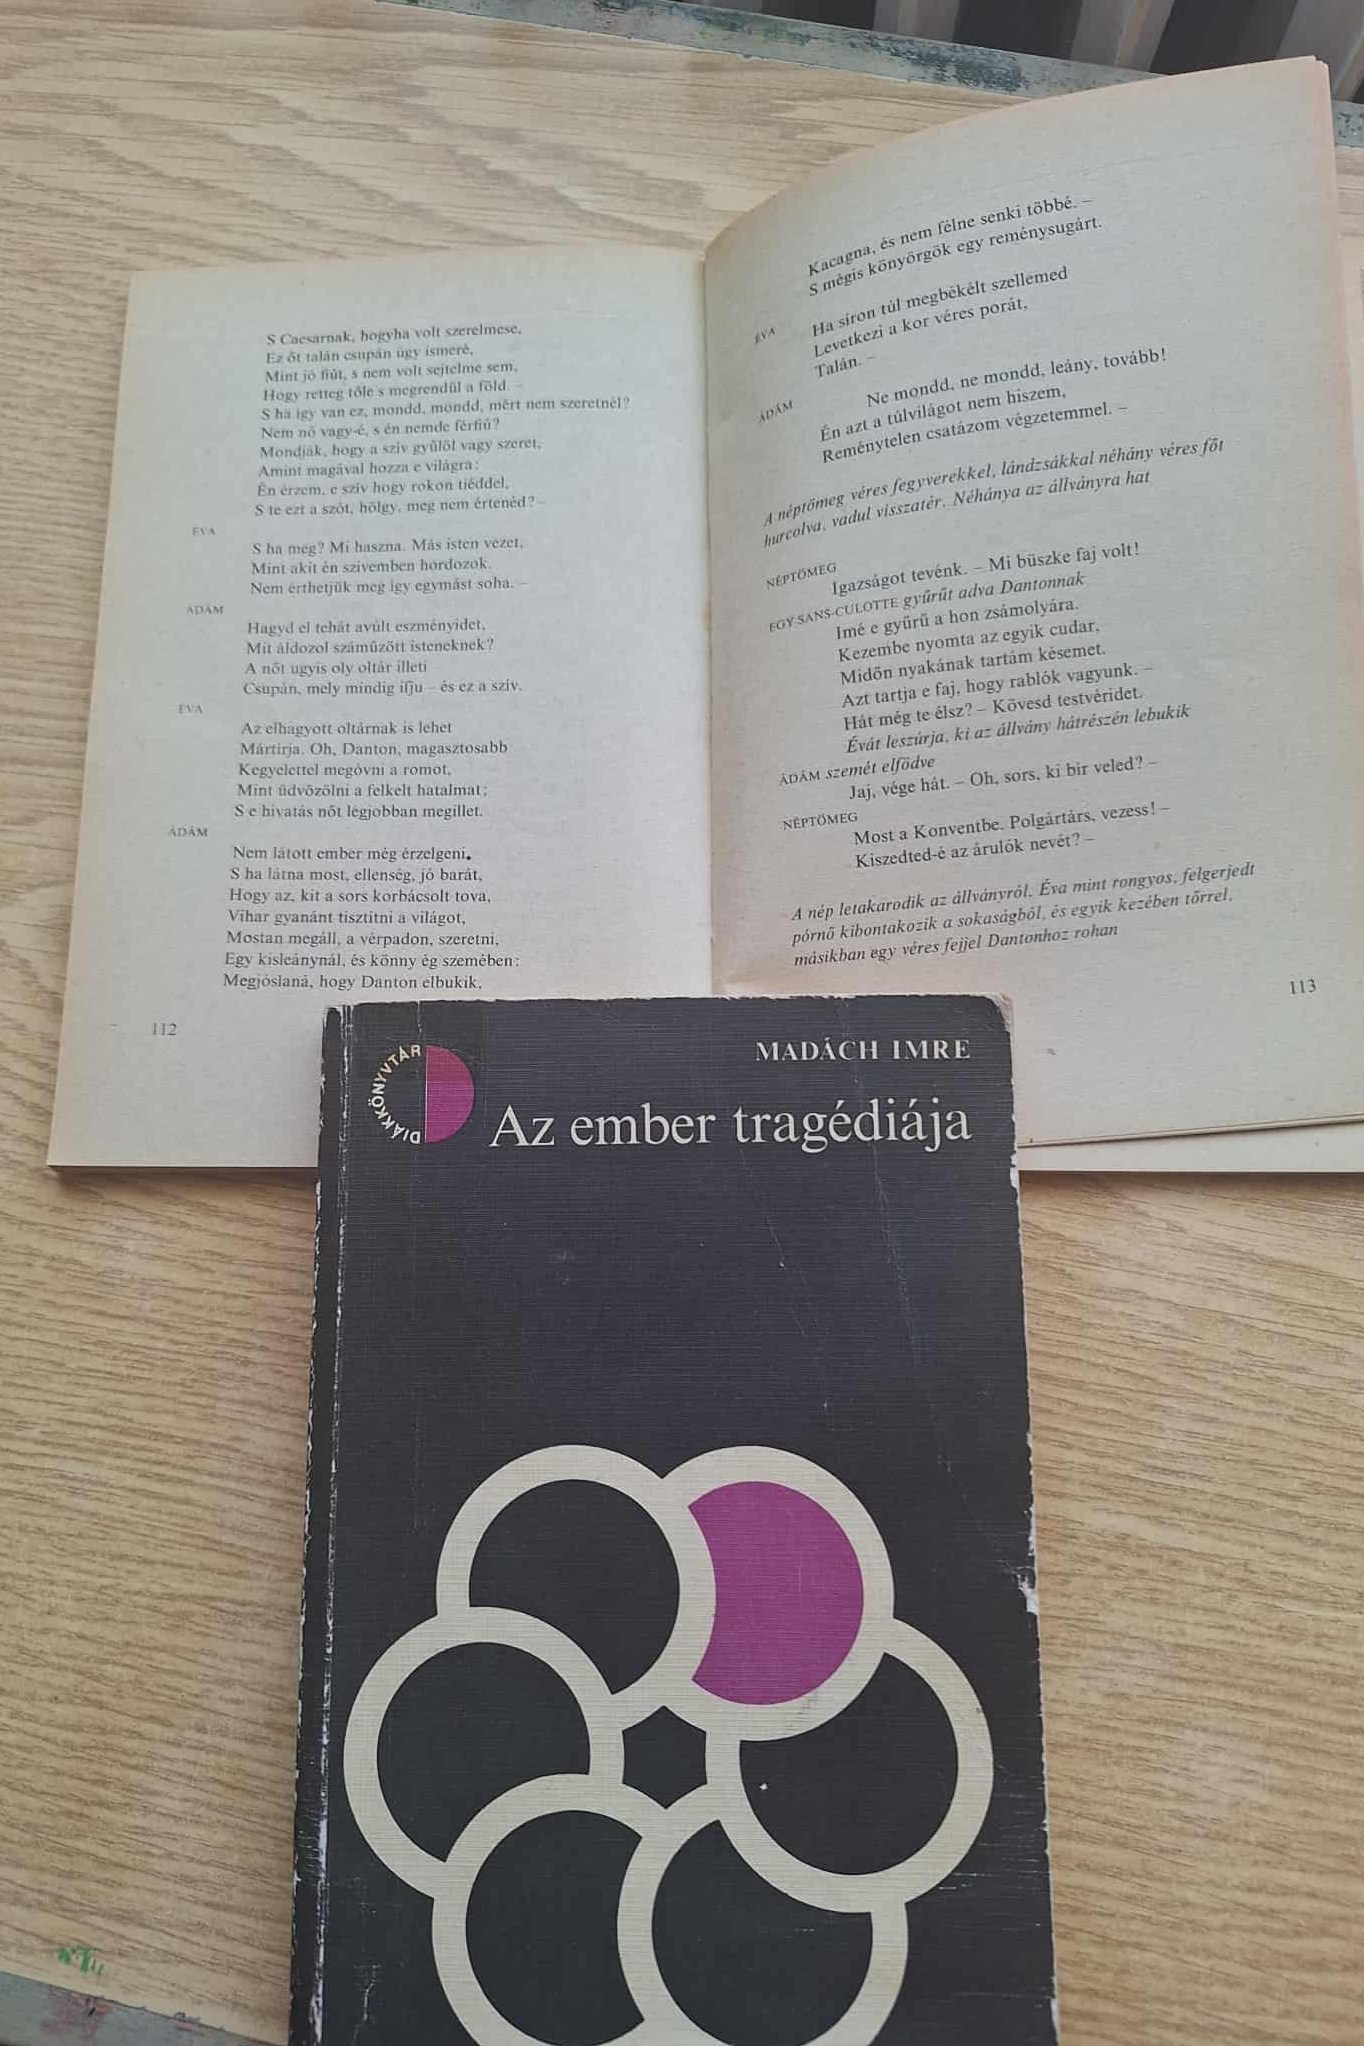 S Caesarnak, hogyha volt szerelmese,
Ez őt talán csupán úgy ismeré,
Mint jó fiút, s nem volt sejtelme sem,
Hogy retteg tőle s megrendül a föld. –
S ha így van ez, mondd, mondd, mért nem szeretnél?
Nem nő vagy-é, s én nemde férfiú?
Mondják, hogy a szív gyűlöl vagy szeret,
Amint magával hozza e világra:
Én érzem, e szív hogy rokon tiéddel,
S te ezt a szót, hölgy, meg nem értenéd? –
ÉVA
S ha még? Mi haszna. Más isten vezet,
Mint akit én szivemben hordozok.
Nem érthetjük meg így egymást soha. –
ÁDÁM
Hagyd el tehát avúlt eszményidet,
Mit áldozol száműzött isteneknek?
A nőt ugyis oly oltár illeti
Csupán, mely mindig ifju – és ez a szív.
ÉVA
Az elhagyott oltárnak is lehet
Mártírja. Oh, Danton, magasztosabb
Kegyelettel megóvni a romot,
Mint üdvözölni a felkelt hatalmat;
S e hivatás nőt legjobban megillet.
ÁDÁM
Nem látott ember még érzelgeni.
S ha látna most, ellenség, jó barát,
Hogy az, kit a sors korbácsolt tova,
Vihar gyanánt tisztítni a világot,
Mostan megáll, a vérpadon, szeretni,
Egy kisleánynál, és könny ég szemében:
Megjóslaná, hogy Danton elbukik,
112
Kacagna, és nem félne senki többé. –
S mégis könyörgök egy reménysugárt.
ÉVA
Ha síron túl megbékélt szellemed
Levetkezi a kor véres porát,
Talán. –
ÁDÁM
Ne mondd, ne mondd, leány, tovább!
Én azt a túlvilágot nem hiszem,
Reménytelen csatázom végzetemmel. –
A néptömeg véres fegyverekkel, lándzsákkal néhány véres főt
hurcolva, vadul visszatér. Néhánya az állványra hat
NÉPTÖMEG
Igazságot tevénk. – Mi büszke faj volt!
EGY SANS-CULOTTE gyűrűt adva Dantonnak
Imé e gyűrű a hon zsámolyára.
Kezembe nyomta az egyik cudar,
Midőn nyakának tartám késemet.
Azt tartja e faj, hogy rablók vagyunk. –
Hát még te élsz? – Kövesd testvéridet.
Évát leszúrja, ki az állvány hátrészén lebukik
ÁDÁM szemét elfödve
Jaj, vége hát. – Oh, sors, ki bír veled? –
NÉPTÖMEG
Most a Konventbe. Polgártárs, vezess! –
Kiszedted-é az árulók nevét? –
A nép letakarodik az állványról. Éva mint rongyos, felgerjedt
pórnő kibontakozik a sokaságból, és egyik kezében tőrrel,
másikban egy véres fejjel Dantonhoz rohan
113
DIÁKKÖNYVTÁR
MADÁCH IMRE
Az ember tragédiája